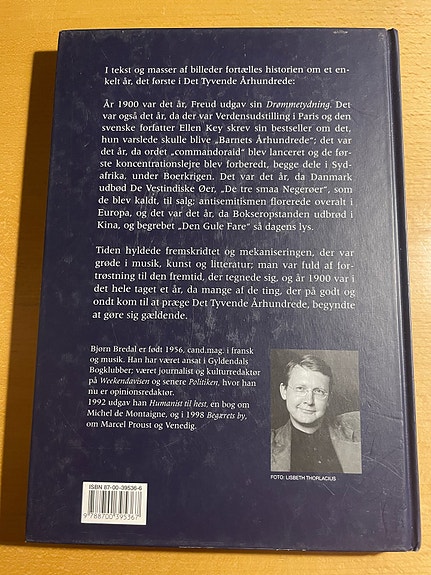 I tekst og masser af billeder fortælles historien om et en-
kelt år, det første i Det Tyvende Århundrede:
År 1900 var det år, Freud udgav sin Drømmetydning. Det
var også det år, da der var Verdensudstilling i Paris og den
svenske forfatter Ellen Key skrev sin bestseller om det,
hun varslede skulle blive „Barnets Århundrede“; det var
det år, da ordet „commandoraid“ blev lanceret og de før-
ste koncentrationslejre blev forberedt, begge dele i Syd-
afrika, under Boerkrigen. Det var det år, da Danmark
udbød De Vestindiske Øer, „De tre smaa Negerøer“, som
de blev kaldt, til salg; antisemitismen florerede overalt i
Europa, og det var det år, da Bokseropstanden udbrød i
Kina, og begrebet „Den Gule Fare“ så dagens lys.
Tiden hyldede fremskridtet og mekaniseringen, der var
grøde i musik, kunst og litteratur; man var fuld af for-
trøstning til den fremtid, der tegnede sig, og år 1900 var i
det hele taget et år, da mange af de ting, der på godt og
ondt kom til at præge Det Tyvende Århundrede, begyndte
at gøre sig gældende.
Bjørn Bredal er født 1956, cand.mag. i fransk
og musik. Han har været ansat i Gyldendals
Bogklubber; været journalist og kulturredaktør
på Weekendavisen og senere Politiken, hvor han
nu er opinionsredaktør.
1992 udgav han Humanist til hest, en bog om
Michel de Montaigne, og i 1998 Begærets by,
om Marcel Proust og Venedig.
FOTO: LISBETH THORLACIUS
ISBN 87-00-39536-6
9 788700 395367